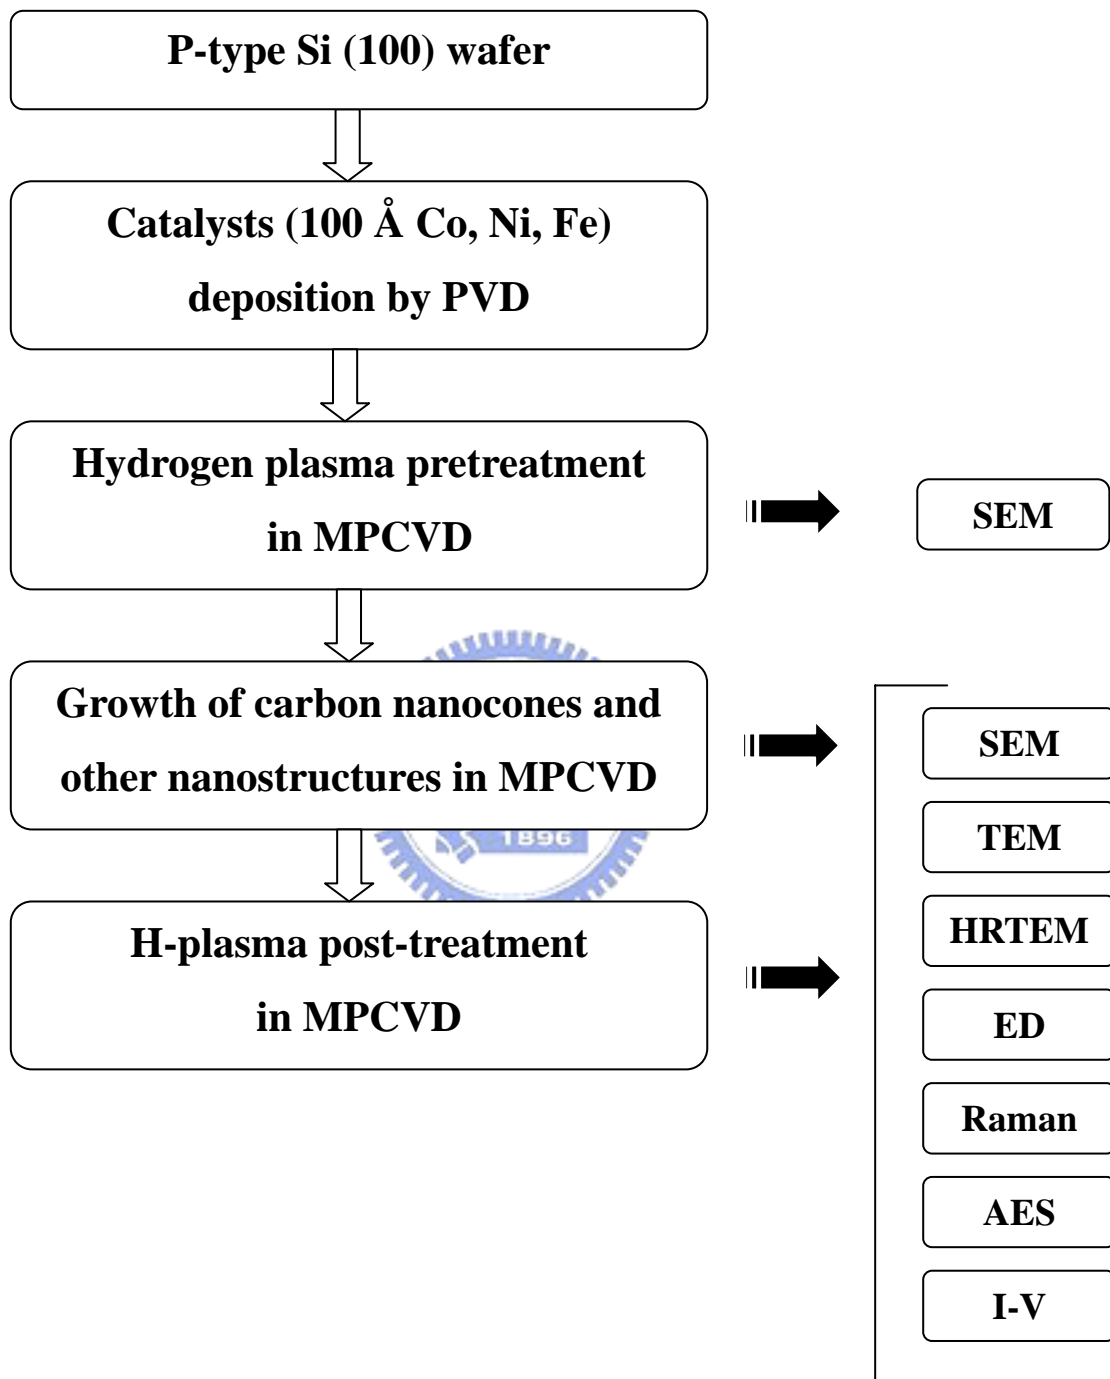 P-type Si (100) wafer
Catalysts (100 Å Co, Ni, Fe)
deposition by PVD
Hydrogen plasma pretreatment
in MPCVD
SEM
Growth of carbon nanocones and
other nanostructures in MPCVD
1896
H-plasma post-treatment
in MPCVD
SEM
TEM
HRTEM
ED
Raman
AES
I-V